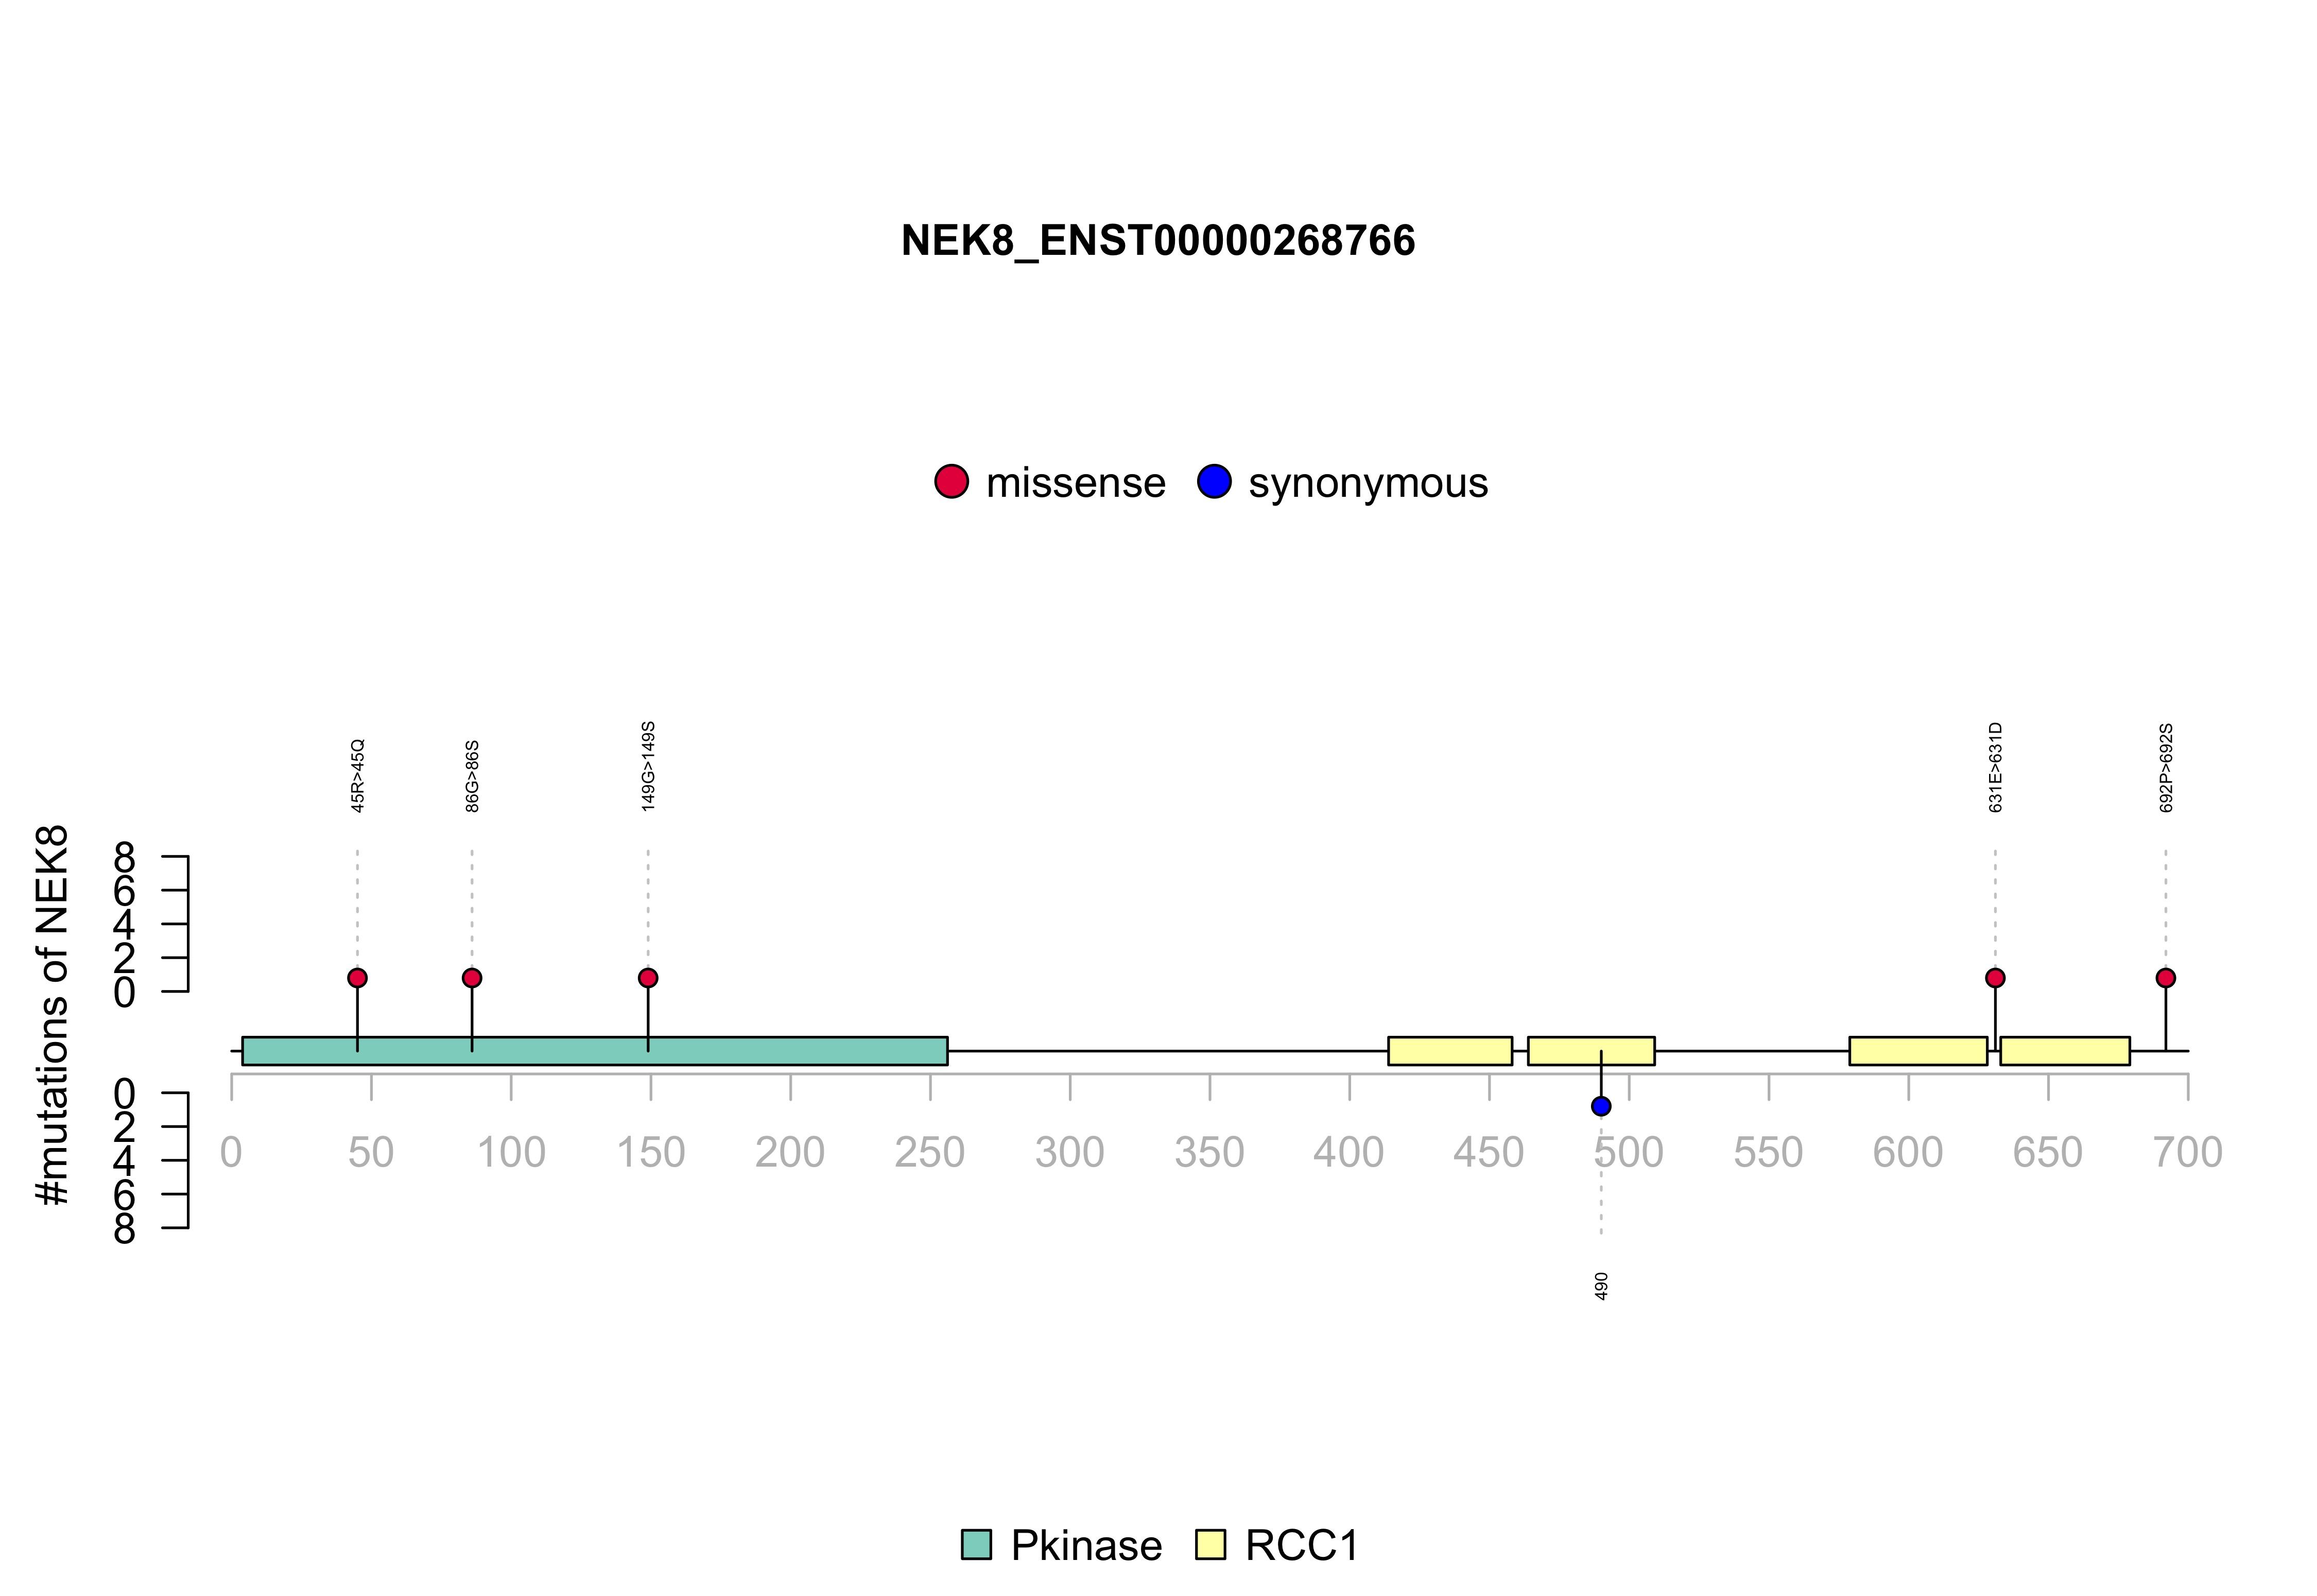 NEK8_ENST00000268766
missense synonymous
45R>45Q 86G>86S 149G>149S 631E>631D 692P>692S
#mutations of NEK8
8
6
4
2
0
0
2
4
6
8
0 50 100 150 200 250 300 350 400 450 500 550 600 650 700
490
Pkinase RCC1